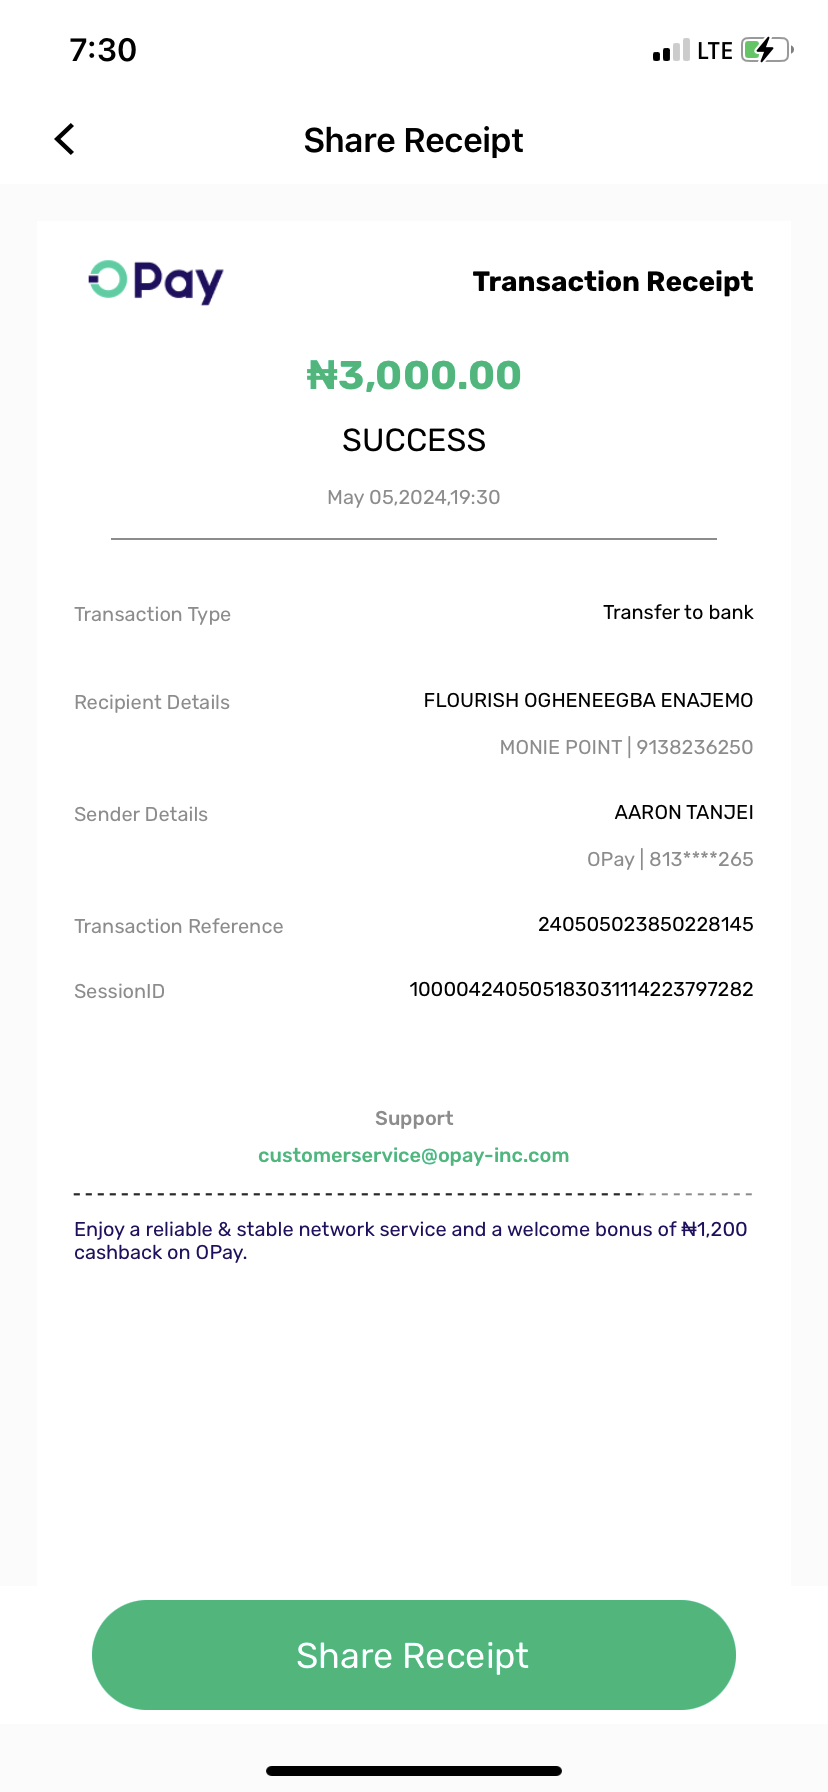 7:30
LTE
Share Receipt
OPay
Transaction Receipt
₦3,000.00
SUCCESS
May 05,2024,19:30
Transaction Type
Transfer to bank
Recipient Details
FLOURISH OGHENEEGBA ENAJEMO
MONIE POINT | 9138236250
Sender Details
AARON TANJEI
OPay | 813****265
Transaction Reference
240505023850228145
SessionID
100004240505183031114223797282
Support
customerservice@opay-inc.com
Enjoy a reliable & stable network service and a welcome bonus of ₦1,200
cashback on OPay.
Share Receipt